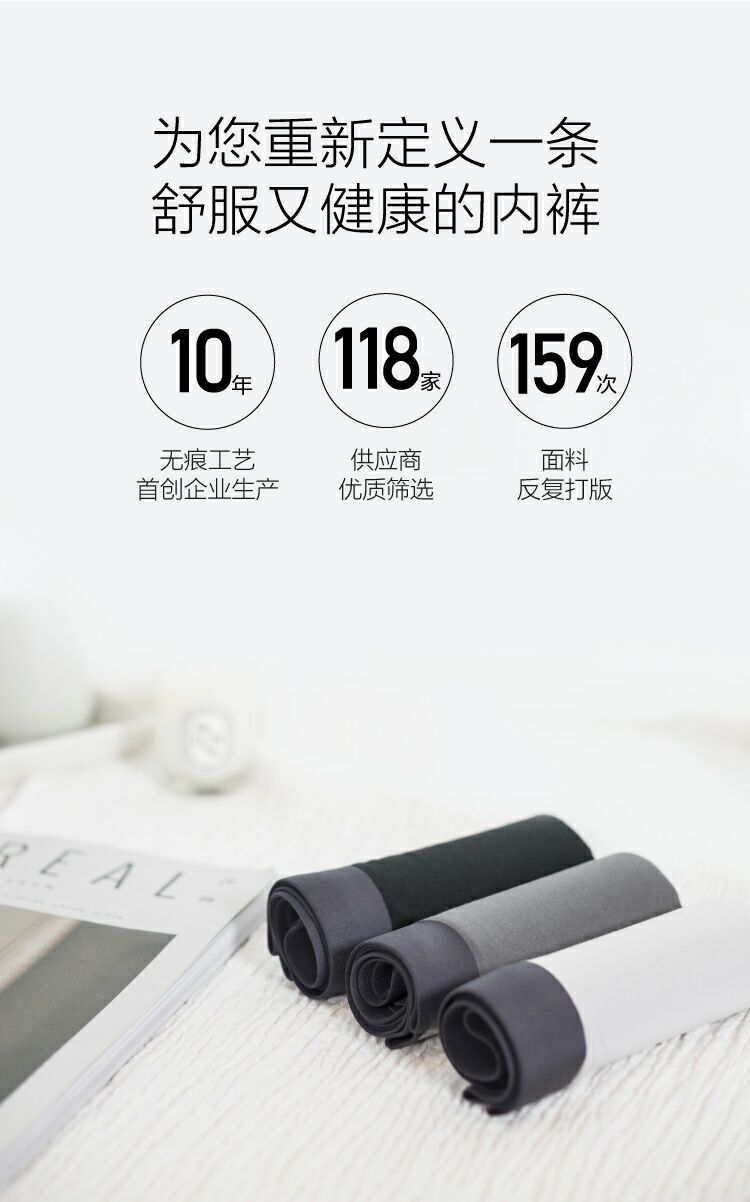 为您重新定义一条
舒服又健康的内裤
10年
118家
159次
无痕工艺
首创企业生产
供应商
优质筛选
面料
反复打版
REAL